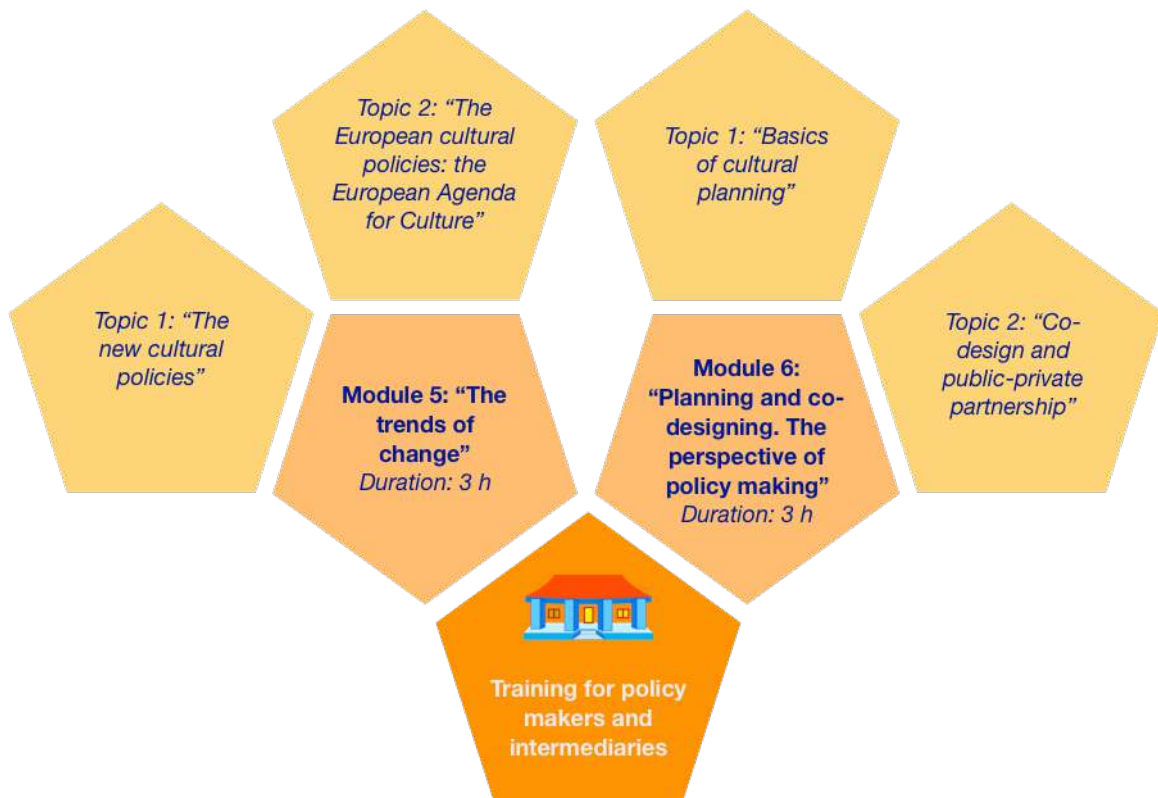 Topic 2: “The
European cultural
policies: the
European Agenda
for Culture”
Topic 1: “Basics
of cultural
planning”
Topic 1: “The
new cultural
policies”
Topic 2: “Co-
design and
public-private
partnership”
Module 5: “The
trends of
change”
Duration: 3 h
Module 6:
“Planning and co-
designing. The
perspective of
policy making”
Duration: 3 h
Training for policy
makers and
intermediaries